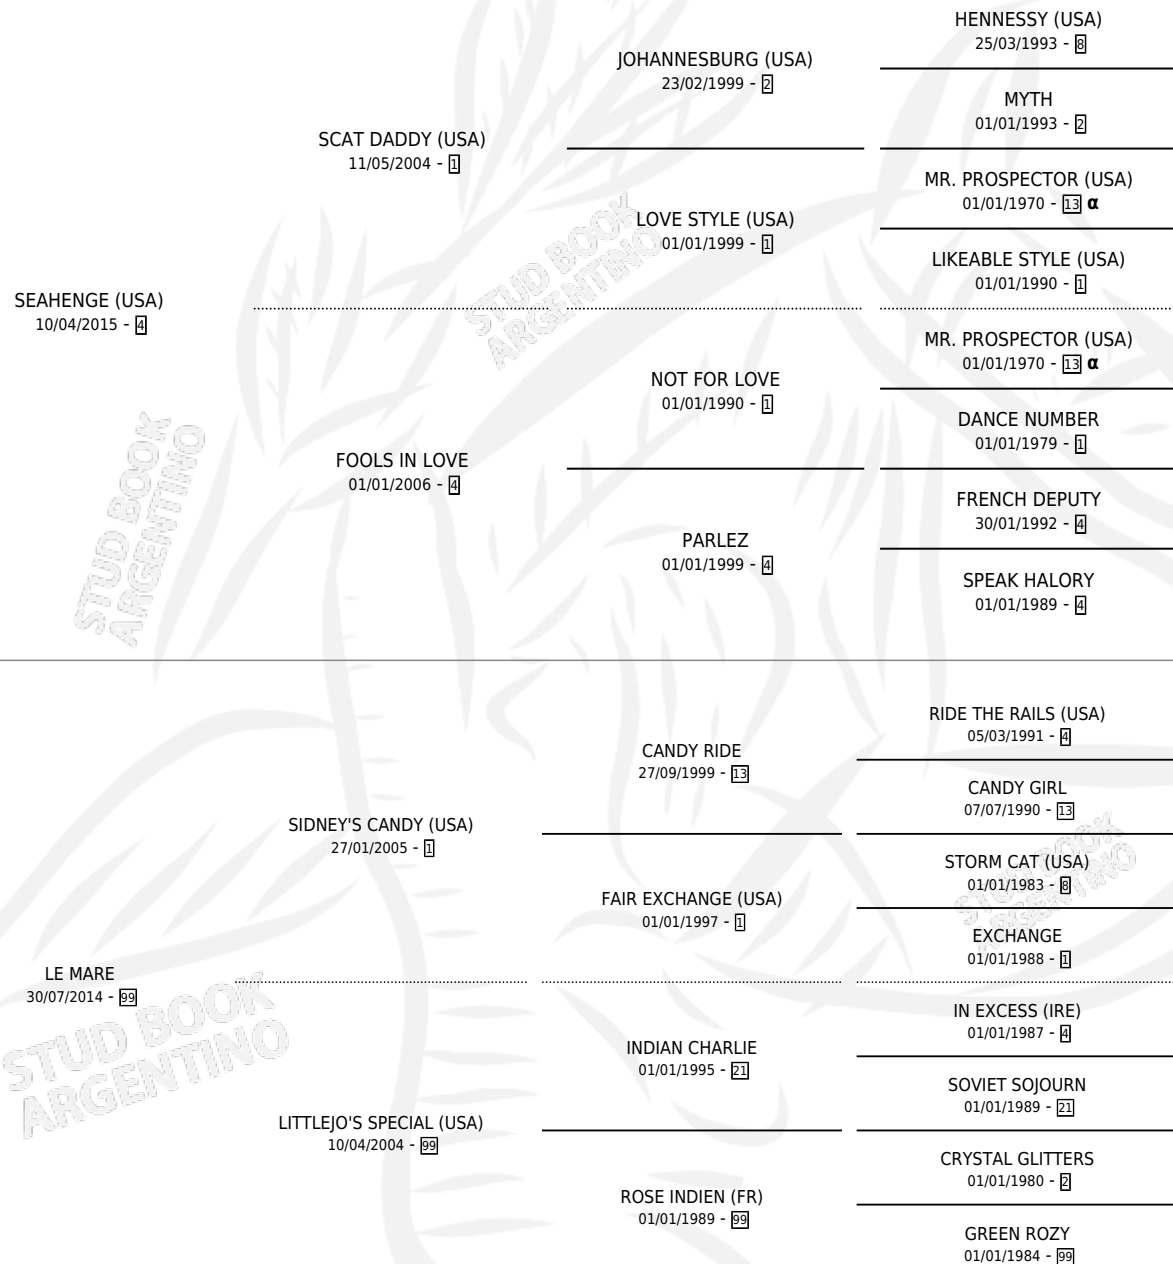 SEAHENGE (USA)
10/04/2015 - 4
SCAT DADDY (USA)
11/05/2004 - 1
JOHANNESBURG (USA)
23/02/1999 - 2
HENNESSY (USA)
25/03/1993 - 8
MYTH
01/01/1993 - 2
LOVE STYLE (USA)
01/01/1999 - 1
MR. PROSPECTOR (USA)
01/01/1970 - 13 α
LIKEABLE STYLE (USA)
01/01/1990 - 1
FOOLS IN LOVE
01/01/2006 - 4
NOT FOR LOVE
01/01/1990 - 1
MR. PROSPECTOR (USA)
01/01/1970 - 13 α
DANCE NUMBER
01/01/1979 - 1
PARLEZ
01/01/1999 - 4
FRENCH DEPUTY
30/01/1992 - 4
SPEAK HALORY
01/01/1989 - 4
LE MARE
30/07/2014 - 99
SIDNEY'S CANDY (USA)
27/01/2005 - 1
CANDY RIDE
27/09/1999 - 13
RIDE THE RAILS (USA)
05/03/1991 - 4
CANDY GIRL
07/07/1990 - 13
FAIR EXCHANGE (USA)
01/01/1997 - 1
STORM CAT (USA)
01/01/1983 - 8
EXCHANGE
01/01/1988 - 1
LITTLEJO'S SPECIAL (USA)
10/04/2004 - 99
INDIAN CHARLIE
01/01/1995 - 21
IN EXCESS (IRE)
01/01/1987 - 4
SOVIET SOJOURN
01/01/1989 - 21
ROSE INDIEN (FR)
01/01/1989 - 99
CRYSTAL GLITTERS
01/01/1980 - 2
GREEN ROZY
01/01/1984 - 99
STUD BOOK
ARGENTINO
STUD BOOK
ARGENTINO
STUD BOOK
ARGENTINO
STUD BOOK
ARGENTINO